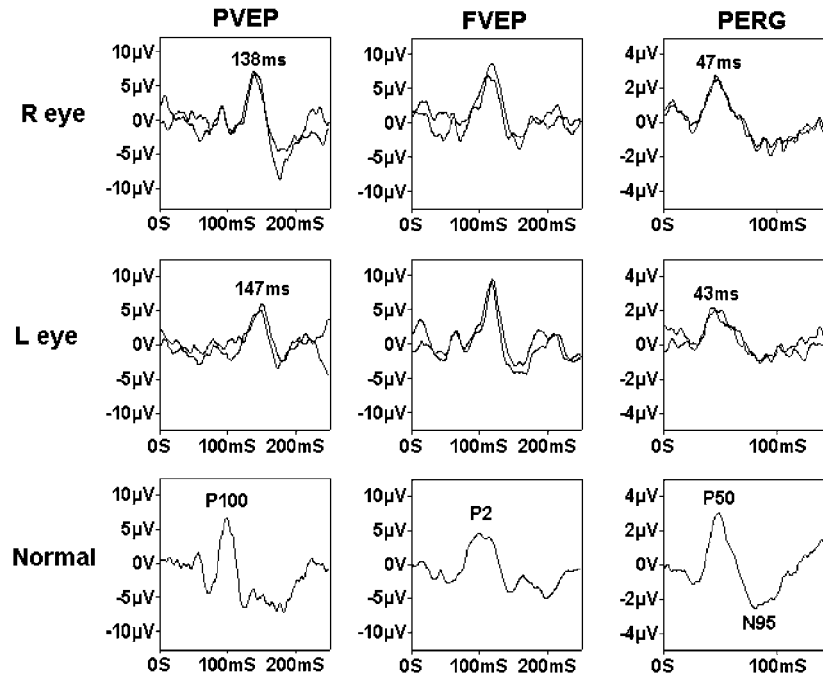 PVEP FVEP PERG
R eye
10µV
5µV
0V
-5µV
-10µV
138ms
0S 100mS 200mS
10µV
5µV
0V
-5µV
-10µV
0S 100mS 200mS
4µV
2µV
0V
-2µV
-4µV
47ms
0S 100mS
L eye
10µV
5µV
0V
-5µV
-10µV
147ms
0S 100mS 200mS
10µV
5µV
0V
-5µV
-10µV
0S 100mS 200mS
4µV
2µV
0V
-2µV
-4µV
43ms
0S 100mS
Normal
10µV
5µV
0V
-5µV
-10µV
P100
0S 100mS 200mS
10µV
5µV
0V
-5µV
-10µV
P2
0S 100mS 200mS
4µV
2µV
0V
-2µV
-4µV
P50
N95
0S 100mS